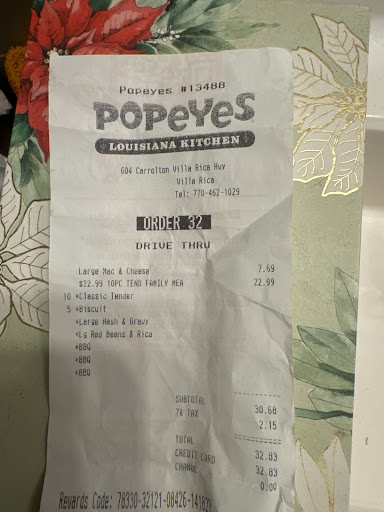 Popeyes #13488
POPEYES
LOUISIANA KITCHEN
604 Carrolton Villa Rica Hwy
Villa Rica
Tel: 770-462-1029
ORDER 32
DRIVE THRU
Large Mac & Cheese 7.69
$22.99 10PC TEND FAMILY MEA 22.99
10 *Classic Tender
5 *Biscuit
*Large Mash & Gravy
*Lg Red Beans & Rice
*BBQ
*BBQ
*BBQ
SUBTOTAL 30.68
7% TAX 2.15
TOTAL 32.83
CREDIT CARD 32.83
CHANGE 0.00
Rewards Code: 78330-32121-08426-141820